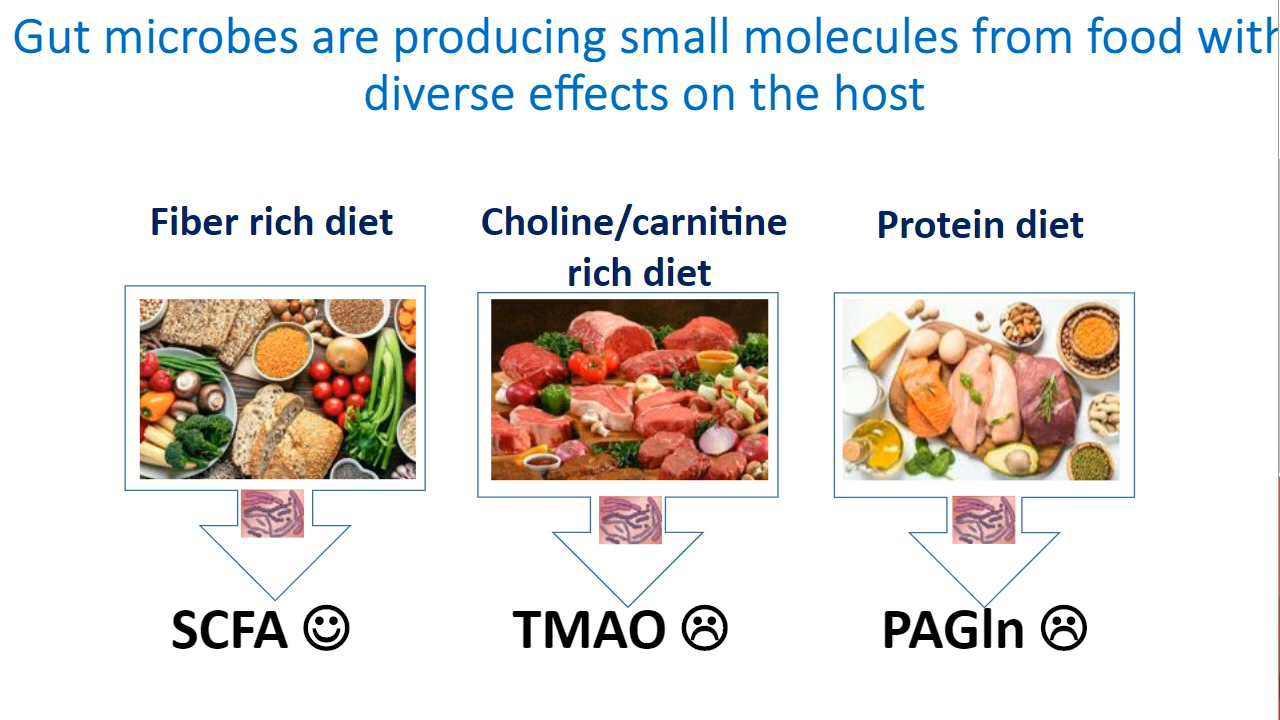 Gut microbes are producing small molecules from food with
diverse effects on the host
Fiber rich diet
Choline/carnitine
rich diet
Protein diet
SCFA ☺
TMAO ☹
PAGln ☹